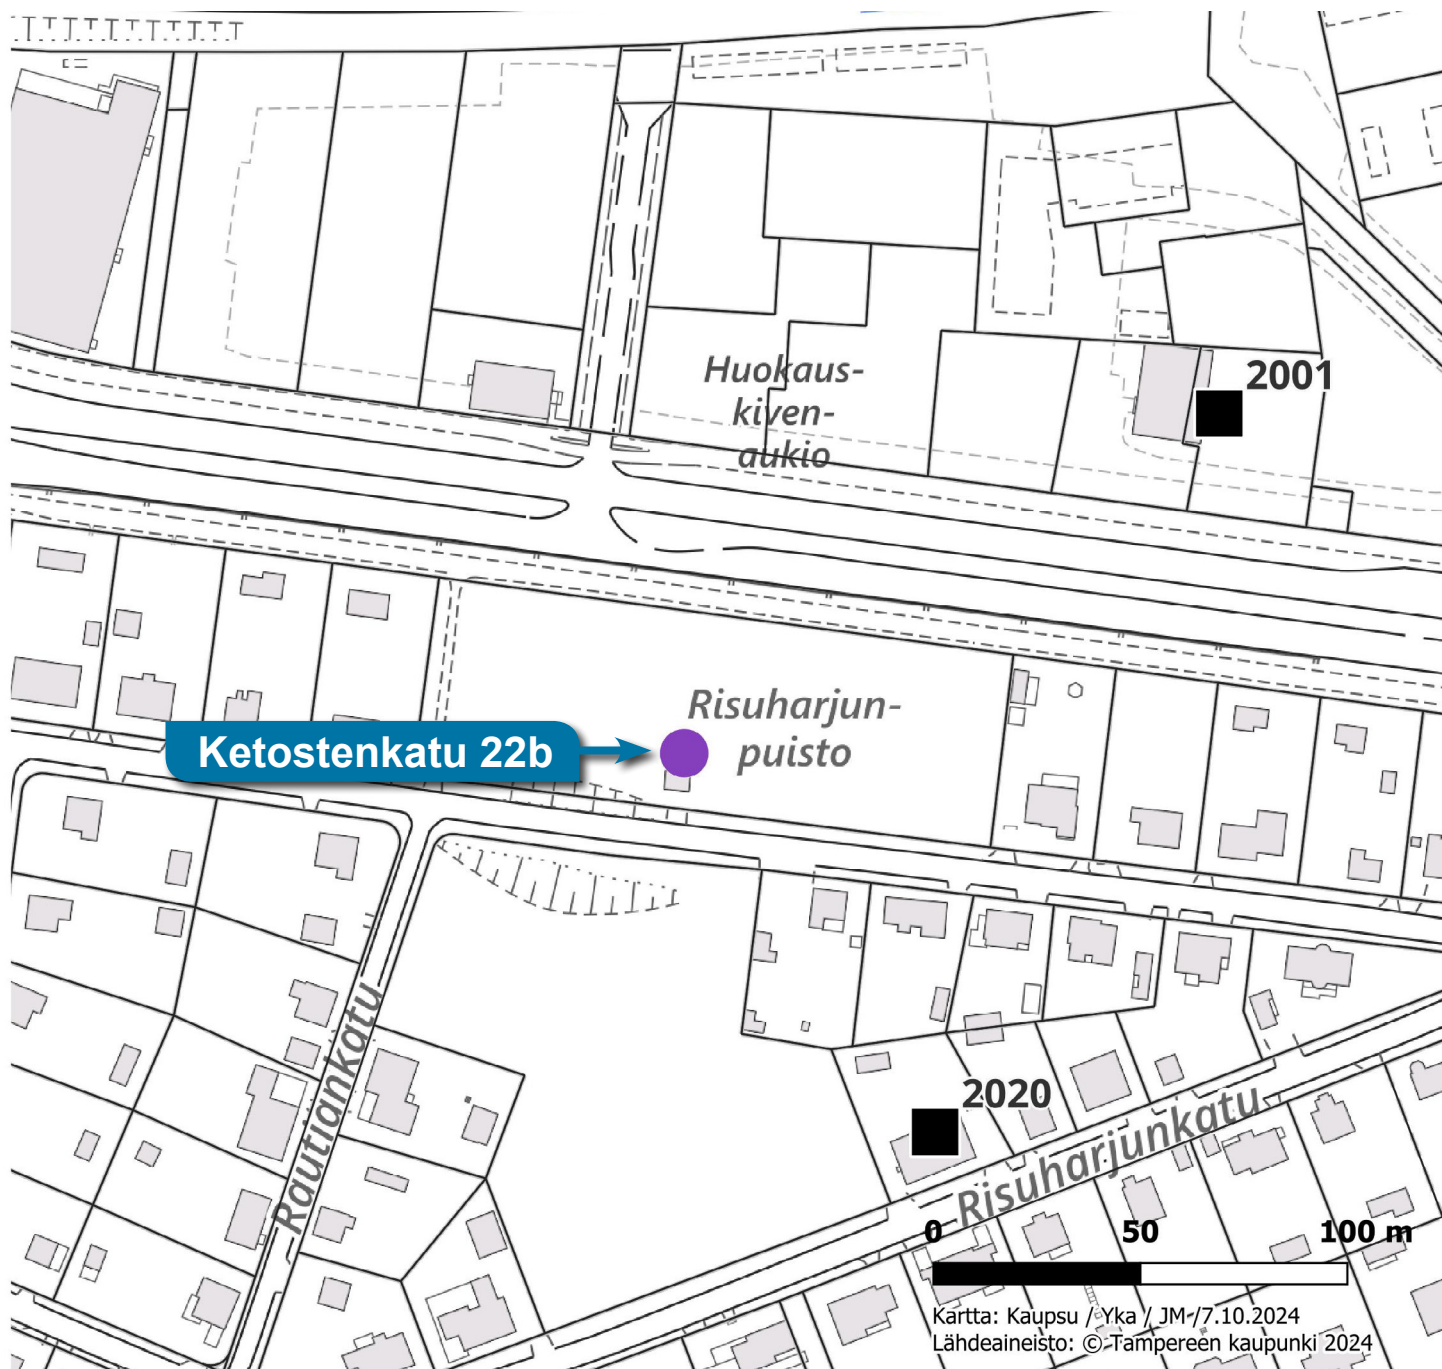 2001
Huokaus-
kiven-
aukio
Risuharjun-
puisto
Ketostenkatu 22b
Rautiankatu
2020
Risuharjunkatu
0 50 100 m
Kartta: Kaupsu / Yka / JM /7.10.2024
Lähdeaineisto: © Tampereen kaupunki 2024